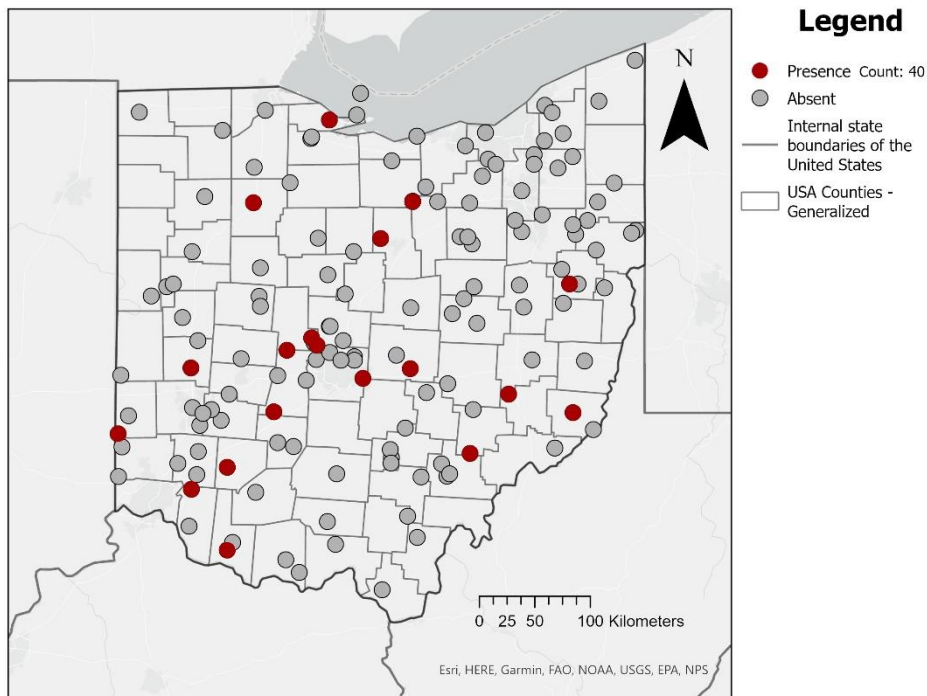 Legend
N
Presence Count: 40
Absent
Internal state
boundaries of the
United States
USA Counties -
Generalized
0 25 50 100 Kilometers
Esri, HERE, Garmin, FAO, NOAA, USGS, EPA, NPS